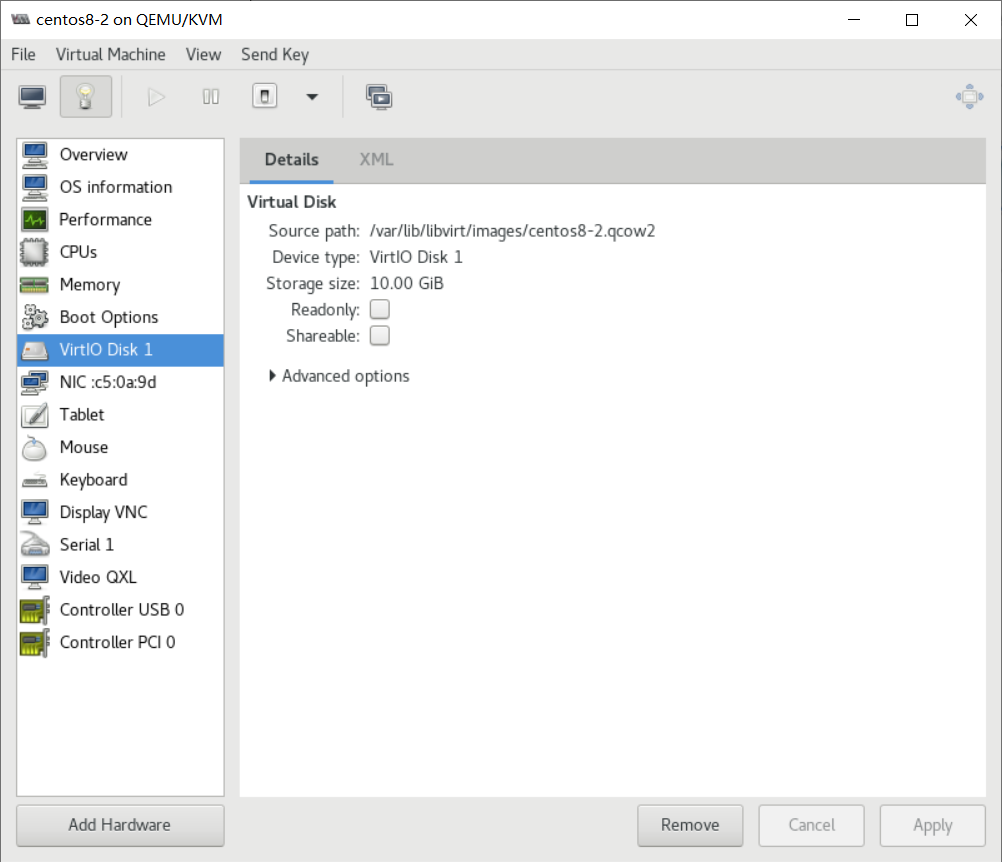 centos8-2 on QEMU/KVM
File Virtual Machine View Send Key
Overview
OS information
Performance
CPUs
Memory
Boot Options
VirtIO Disk 1
NIC :c5:0a:9d
Tablet
Mouse
Keyboard
Display VNC
Serial 1
Video QXL
Controller USB 0
Controller PCI 0
Add Hardware
Details XML
Virtual Disk
Source path: /var/lib/libvirt/images/centos8-2.qcow2
Device type: VirtIO Disk 1
Storage size: 10.00 GiB
Readonly:
Shareable:
Advanced options
Remove Cancel Apply